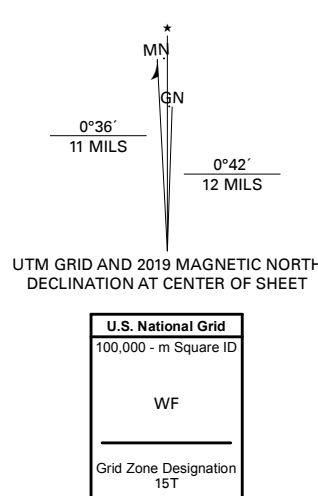 ★
MN
GN
0°36´
11 MILS
0°42´
12 MILS
UTM GRID AND 2019 MAGNETIC NORTH
DECLINATION AT CENTER OF SHEET
U.S. National Grid
100,000 - m Square ID
WF
Grid Zone Designation
15T